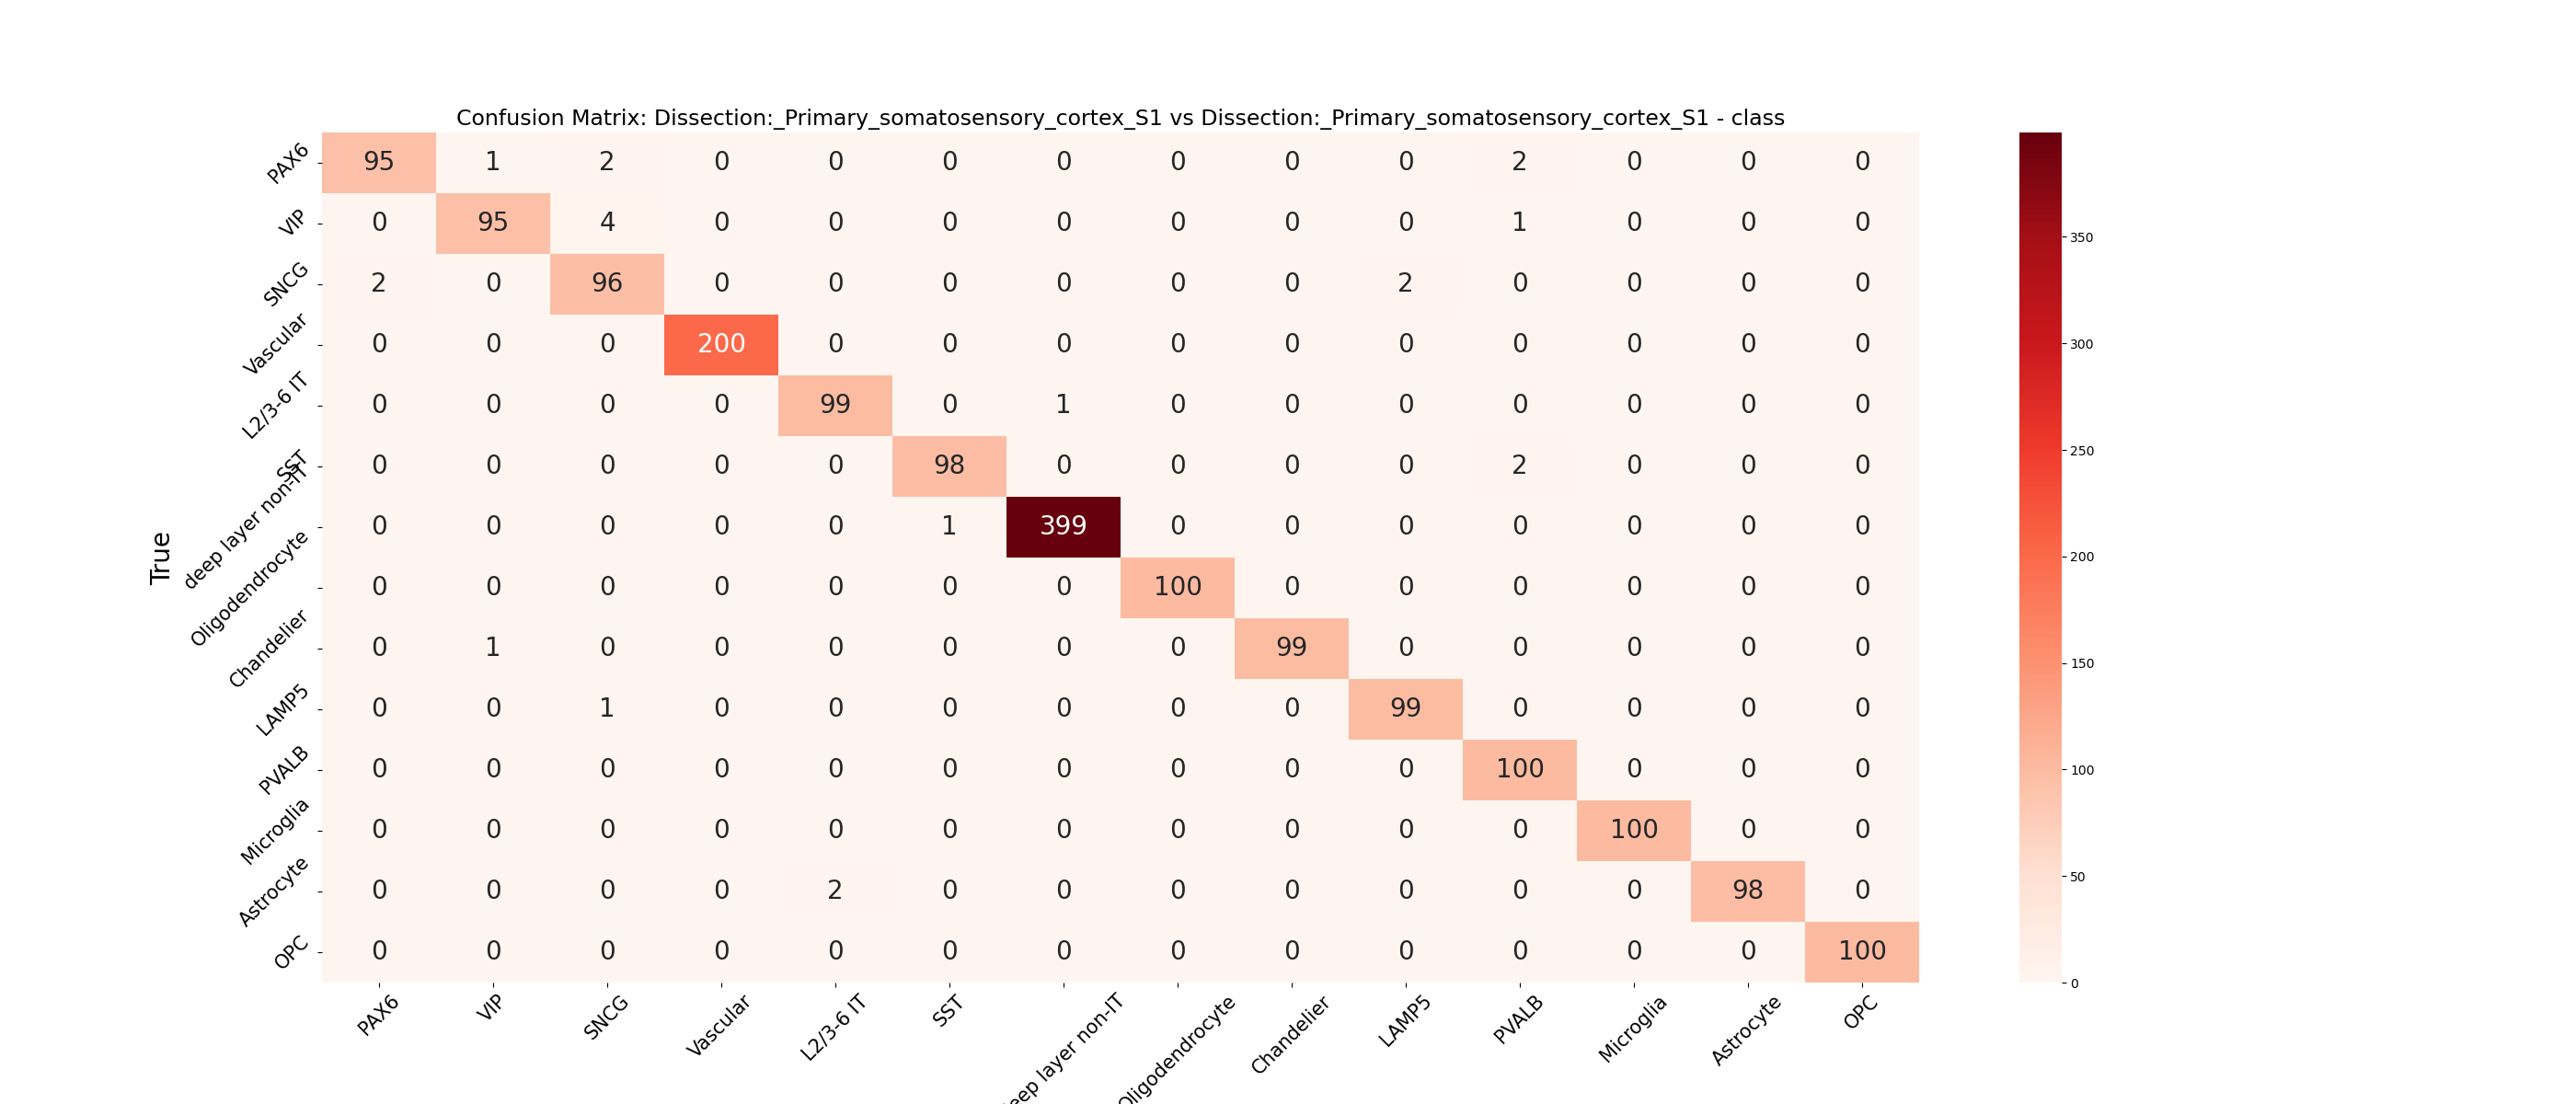 Confusion Matrix: Dissection:_Primary_somatosensory_cortex_S1 vs Dissection:_Primary_somatosensory_cortex_S1 - class
PAX6 95 1 2 0 0 0 0 0 0 0 2 0 0 0
VIP 0 95 4 0 0 0 0 0 0 0 1 0 0 0
SNCG 2 0 96 0 0 0 0 0 0 2 0 0 0 0
Vascular 0 0 0 200 0 0 0 0 0 0 0 0 0 0
L2/3-6 IT 0 0 0 0 99 0 1 0 0 0 0 0 0 0
SST 0 0 0 0 0 98 0 0 0 0 2 0 0 0
deep layer non-IT 0 0 0 0 0 1 399 0 0 0 0 0 0 0
Oligodendrocyte 0 0 0 0 0 0 0 100 0 0 0 0 0 0
Chandelier 0 1 0 0 0 0 0 0 99 0 0 0 0 0
LAMP5 0 0 1 0 0 0 0 0 0 99 0 0 0 0
PVALB 0 0 0 0 0 0 0 0 0 0 100 0 0 0
Microglia 0 0 0 0 0 0 0 0 0 0 0 100 0 0
Astrocyte 0 0 0 0 2 0 0 0 0 0 0 0 98 0
OPC 0 0 0 0 0 0 0 0 0 0 0 0 0 100
True
PAX6 VIP SNCG Vascular L2/3-6 IT SST layer non-IT Oligodendrocyte Chandelier LAMP5 PVALB Microglia Astrocyte OPC
350
300
250
200
150
100
50
0